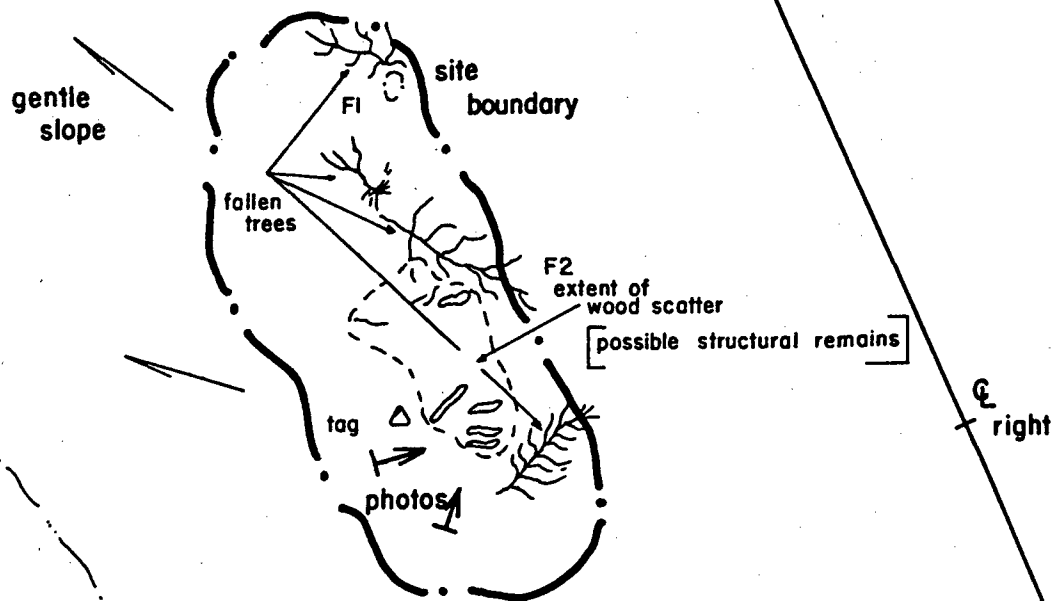 site
boundary
gentle
slope
F1
fallen
trees
F2
extent of
wood scatter
[possible structural remains]
tag
photos
℄
right